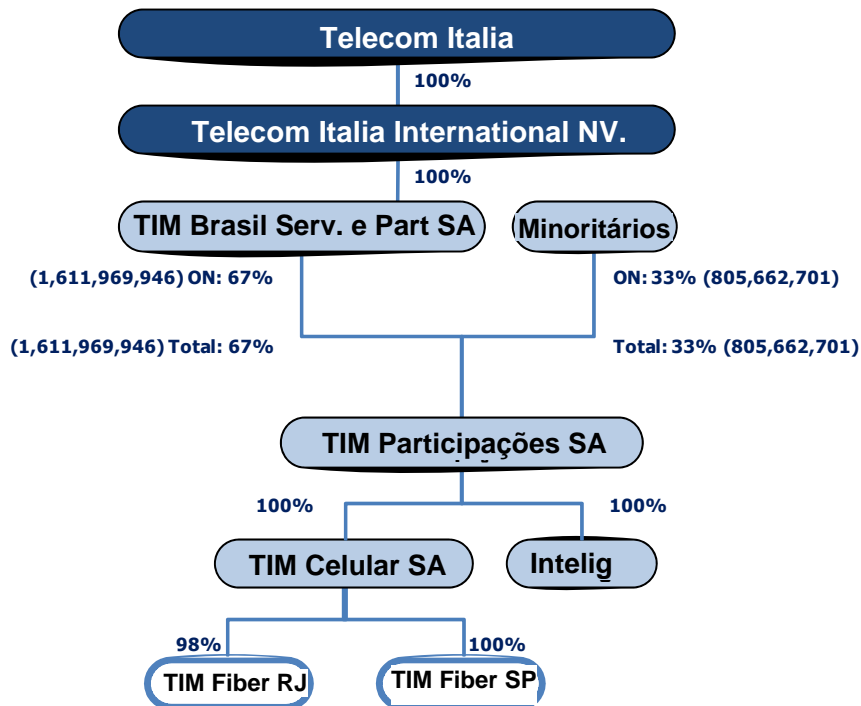 Telecom Italia
100%
Telecom Italia International NV.
100%
TIM Brasil Serv. e Part SA
Minoritários
(1,611,969,946) ON: 67%
ON: 33% (805,662,701)
(1,611,969,946) Total: 67%
Total: 33% (805,662,701)
TIM Participações SA
100%
100%
TIM Celular SA
Intelig
98%
100%
TIM Fiber RJ
TIM Fiber SP